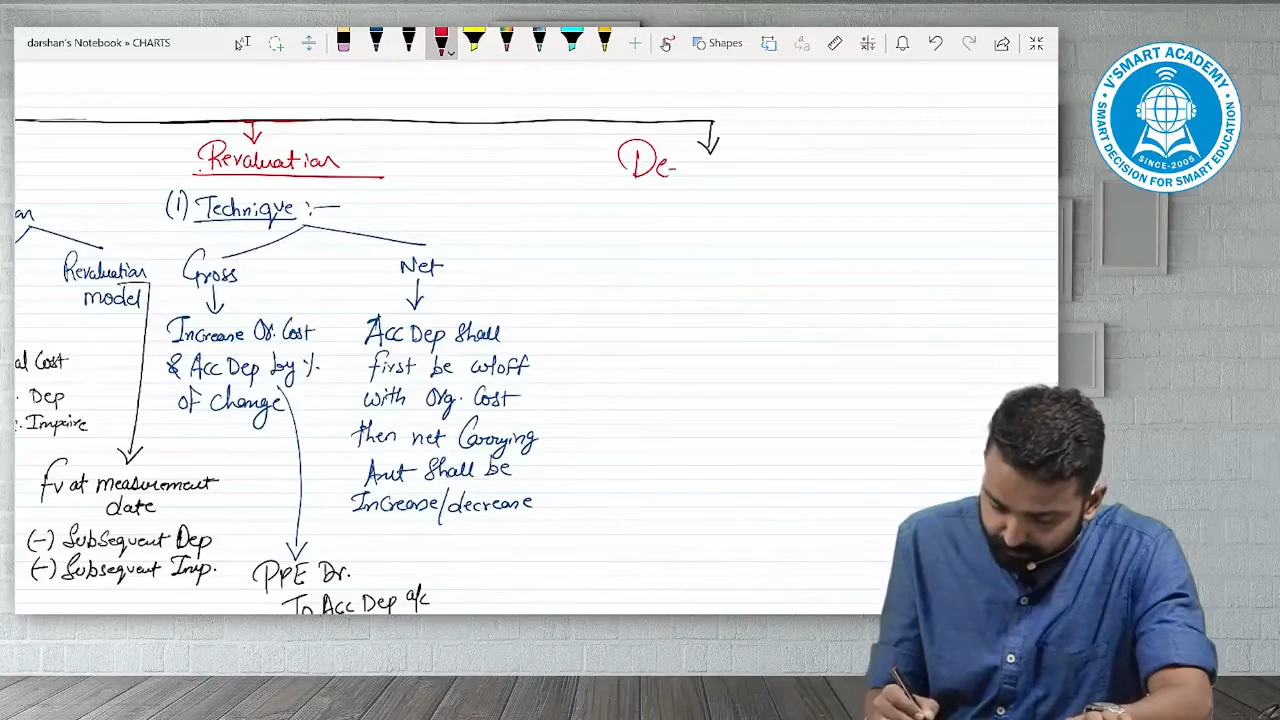 darshan's Notebook » CHARTS
Shapes
V'SMART ACADEMY
SMART DECISION FOR SMART EDUCATION
SINCE-2005
Revaluation
De-
(1) Technique :-
Revaluation
model
Gross
Net
Increase Or. Cost
& Acc Dep by %
of change
Acc Dep Shall
first be w/off
with Org. Cost
then net Carrying
Amt Shall be
Increase/decrease
al Cost
. Dep
: Impaire
fv at measurement
date
(-) Subsequent Dep
(-) Subsequent Imp.
PPE Dr.
To Acc Dep a/c